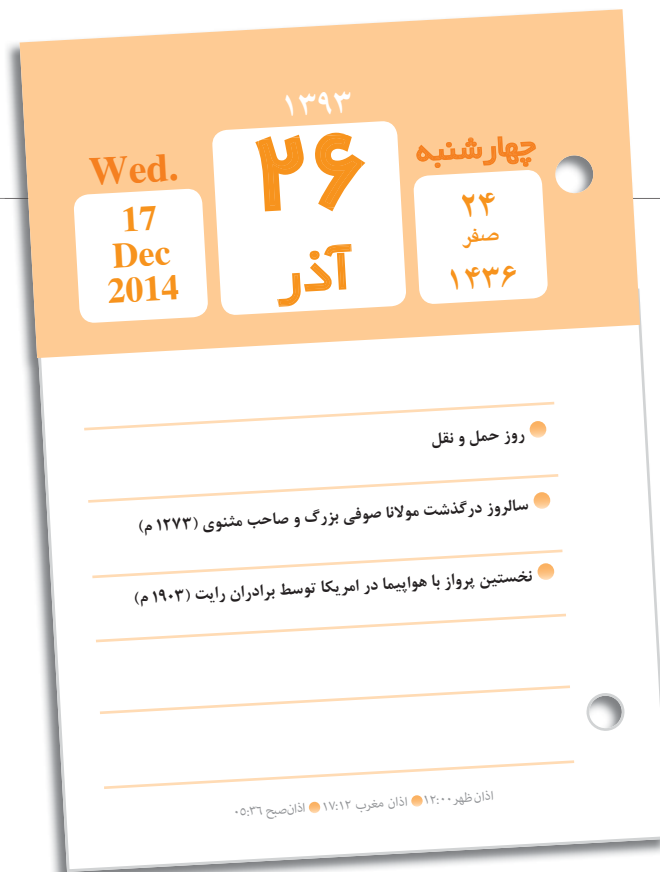 ۱۳۹۳
چهارشنبه
۲۶
آذر
۲۴
صفر
۱۴۳۶
Wed.
17
Dec
2014
روز حمل و نقل
سالروز درگذشت مولانا صوفی بزرگ و صاحب مثنوی (۱۲۷۳ م)
نخستین پرواز با هواپیما در امریکا توسط برادران رایت (۱۹۰۳ م)
اذان ظهر ۱۲:۰۰ اذان مغرب ۱۷:۱۲ اذان‌صبح ۰۵:۳۶